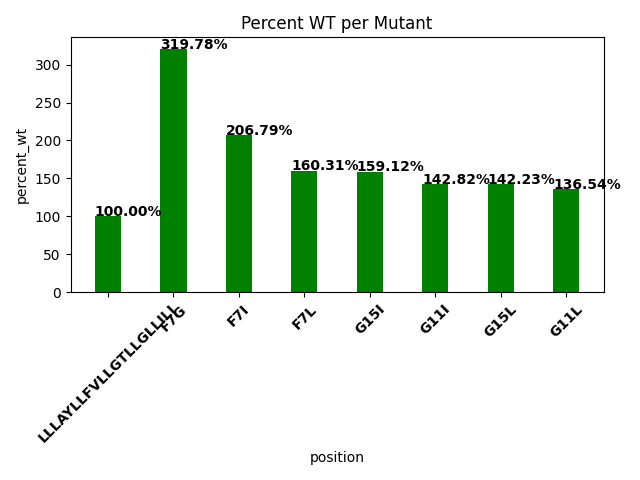 Percent WT per Mutant
percent_wt
300
250
200
150
100
50
0
100.00%
319.78%
206.79%
160.31%
159.12%
142.82%
142.23%
136.54%
LLLAYLLFVLLGTLLGLLILL
F7G
F7I
F7L
G15I
G11I
G15L
G11L
position